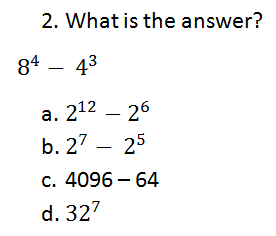 2. What is the answer?
8⁴ – 4³
a. 2¹² – 2⁶
b. 2⁷ – 2⁵
c. 4096 – 64
d. 32⁷